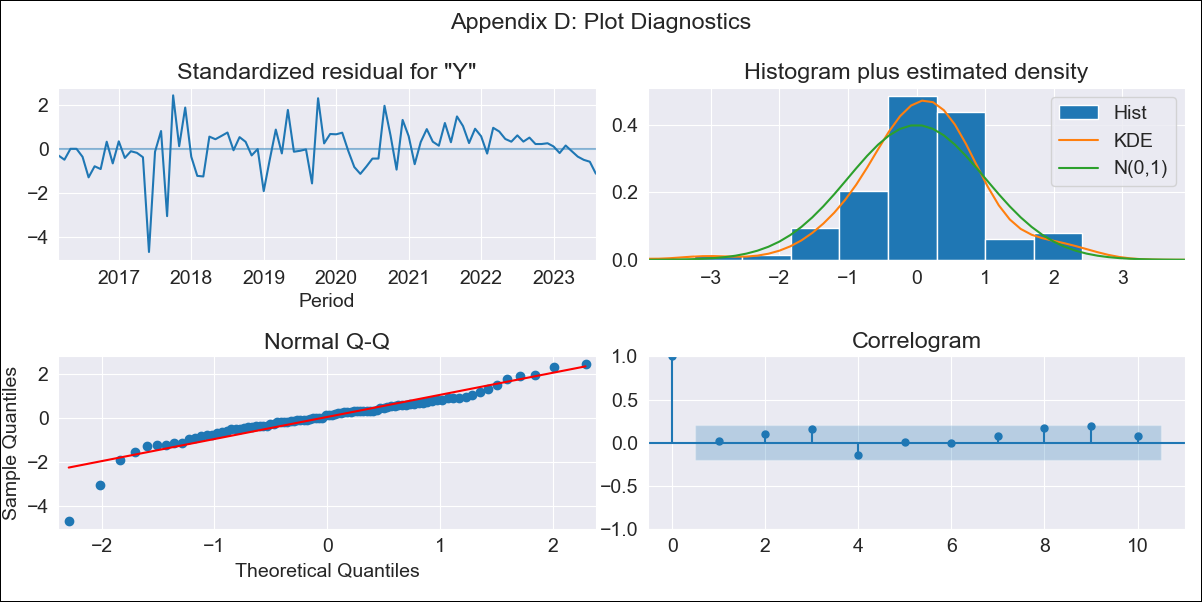 Appendix D: Plot Diagnostics
Standardized residual for "Y"
2
0
−2
−4
2017 2018 2019 2020 2021 2022 2023
Period
Histogram plus estimated density
Hist
KDE
N(0,1)
0.4
0.2
0.0
−3 −2 −1 0 1 2 3
Normal Q-Q
Sample Quantiles
2
0
−2
−4
−2 −1 0 1 2
Theoretical Quantiles
Correlogram
1.0
0.5
0.0
−0.5
−1.0
0 2 4 6 8 10